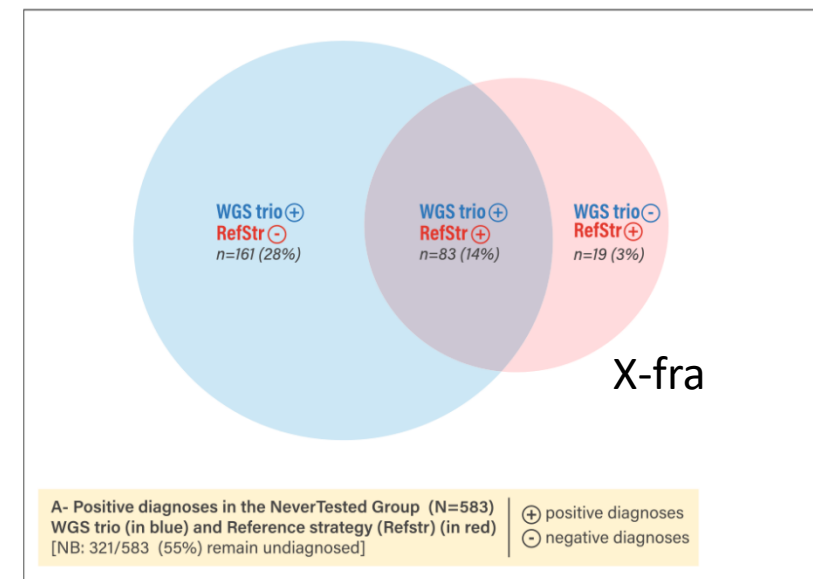 WGS trio ⊕
RefStr ⊖
n=161 (28%)
WGS trio ⊕
RefStr ⊕
n=83 (14%)
WGS trio ⊖
RefStr ⊕
n=19 (3%)
X-fra
A- Positive diagnoses in the NeverTested Group (N=583)
WGS trio (in blue) and Reference strategy (Refstr) (in red)
[NB: 321/583 (55%) remain undiagnosed]
⊕ positive diagnoses
⊖ negative diagnoses